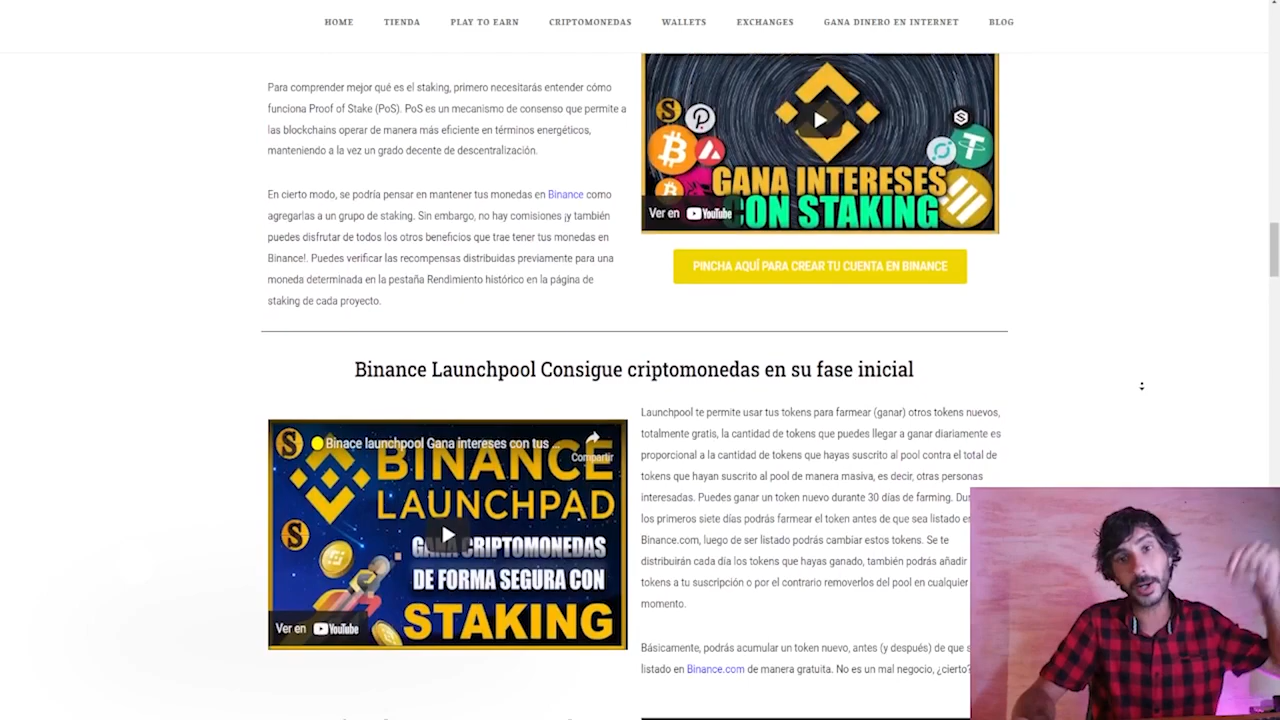 HOME TIENDA PLAY TO EARN CRIPTOMONEDAS WALLETS EXCHANGES GANA DINERO EN INTERNET BLOG
Para comprender mejor qué es el staking, primero necesitarás entender cómo
funciona Proof of Stake (PoS). PoS es un mecanismo de consenso que permite a
las blockchains operar de manera más eficiente en términos energéticos,
manteniendo a la vez un grado decente de descentralización.
En cierto modo, se podría pensar en mantener tus monedas en Binance como
agregarlas a un grupo de staking. Sin embargo, no hay comisiones ¡y también
puedes disfrutar de todos los otros beneficios que trae tener tus monedas en
Binance!. Puedes verificar las recompensas distribuidas previamente para una
moneda determinada en la pestaña Rendimiento histórico en la página de
staking de cada proyecto.
GANA INTERESES
CON STAKING
Ver en YouTube
PINCHA AQUÍ PARA CREAR TU CUENTA EN BINANCE
Binance Launchpool Consigue criptomonedas en su fase inicial
Binace launchpool Gana intereses con tus ...
Compartir
BINANCE
LAUNCHPAD
GANA CRIPTOMONEDAS
DE FORMA SEGURA CON
STAKING
Ver en YouTube
Launchpool te permite usar tus tokens para farmear (ganar) otros tokens nuevos,
totalmente gratis, la cantidad de tokens que puedes llegar a ganar diariamente es
proporcional a la cantidad de tokens que hayas suscrito al pool contra el total de
tokens que hayan suscrito al pool de manera masiva, es decir, otras personas
interesadas. Puedes ganar un token nuevo durante 30 días de farming.
los primeros siete días podrás farmear el token antes de que sea listado
Binance.com, luego de ser listado podrás cambiar estos tokens. Se te
distribuirán cada día los tokens que hayas ganado, también podrás añadir
tokens a tu suscripción o por el contrario removerlos del pool en cualquier
momento.
Básicamente, podrás acumular un token nuevo, antes (y después) de que
listado en Binance.com de manera gratuita. No es un mal negocio, ¿cierto?